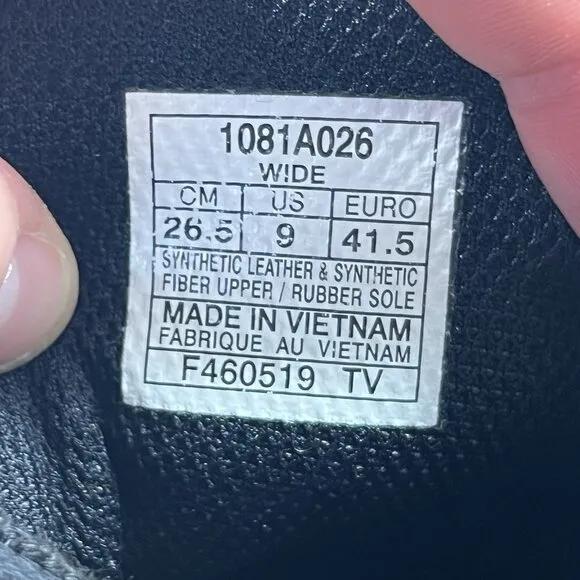 1081A026
WIDE
CM US EURO
26.5 9 41.5
SYNTHETIC LEATHER & SYNTHETIC
FIBER UPPER / RUBBER SOLE
MADE IN VIETNAM
FABRIQUE AU VIETNAM
F460519 TV